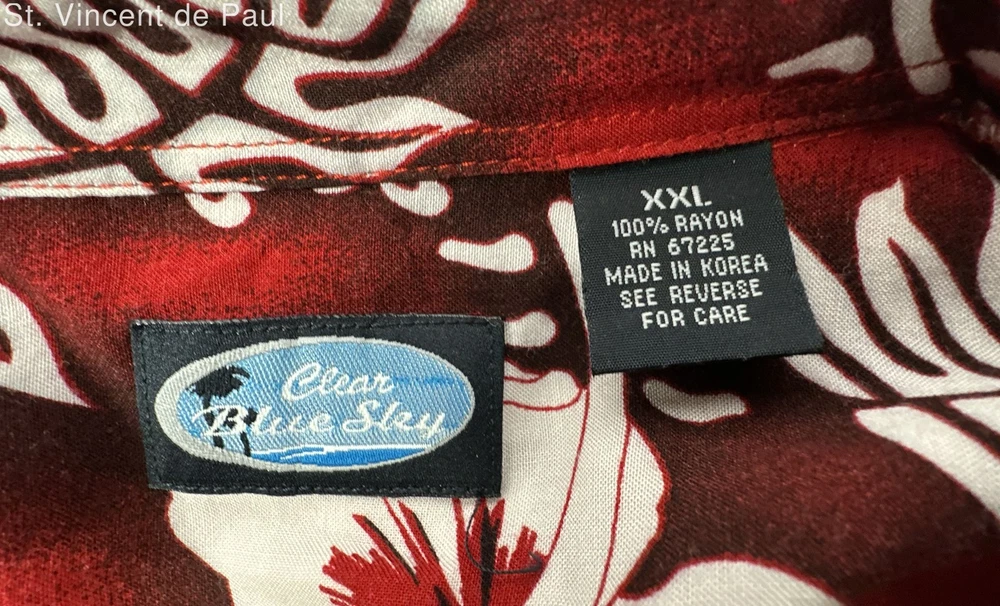 St. Vincent de Paul
XXL
100% RAYON
RN 67225
MADE IN KOREA
SEE REVERSE
FOR CARE
Clear
Blue Sky